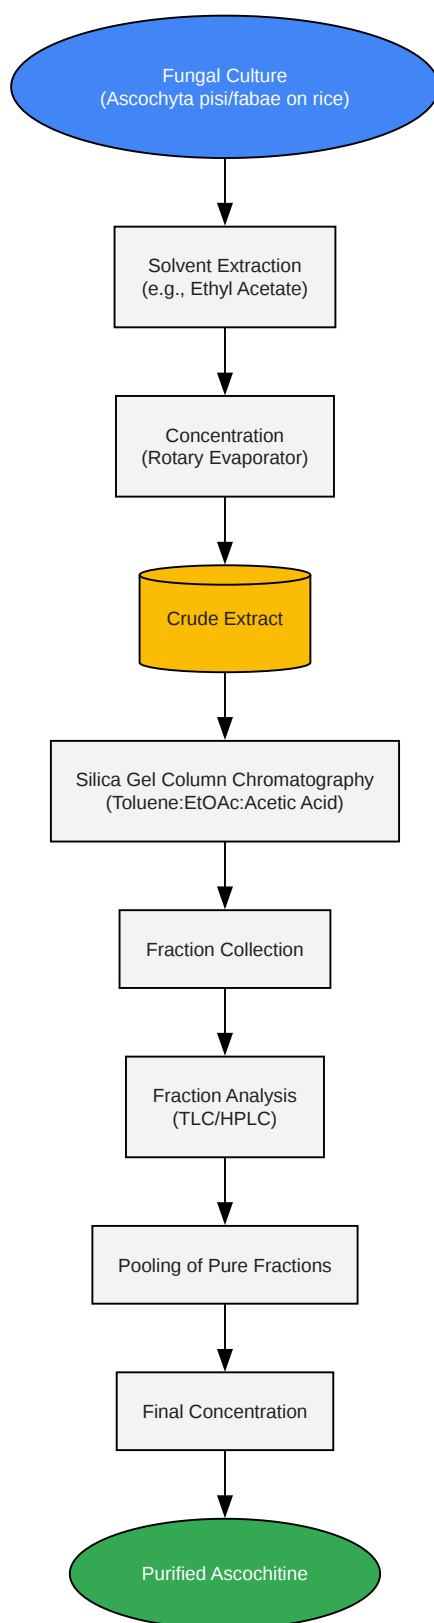 Fungal Culture
(Ascochyta pisi/fabae on rice)
Solvent Extraction
(e.g., Ethyl Acetate)
Concentration
(Rotary Evaporator)
Crude Extract
Silica Gel Column Chromatography
(Toluene:EtOAc:Acetic Acid)
Fraction Collection
Fraction Analysis
(TLC/HPLC)
Pooling of Pure Fractions
Final Concentration
Purified Ascochitine